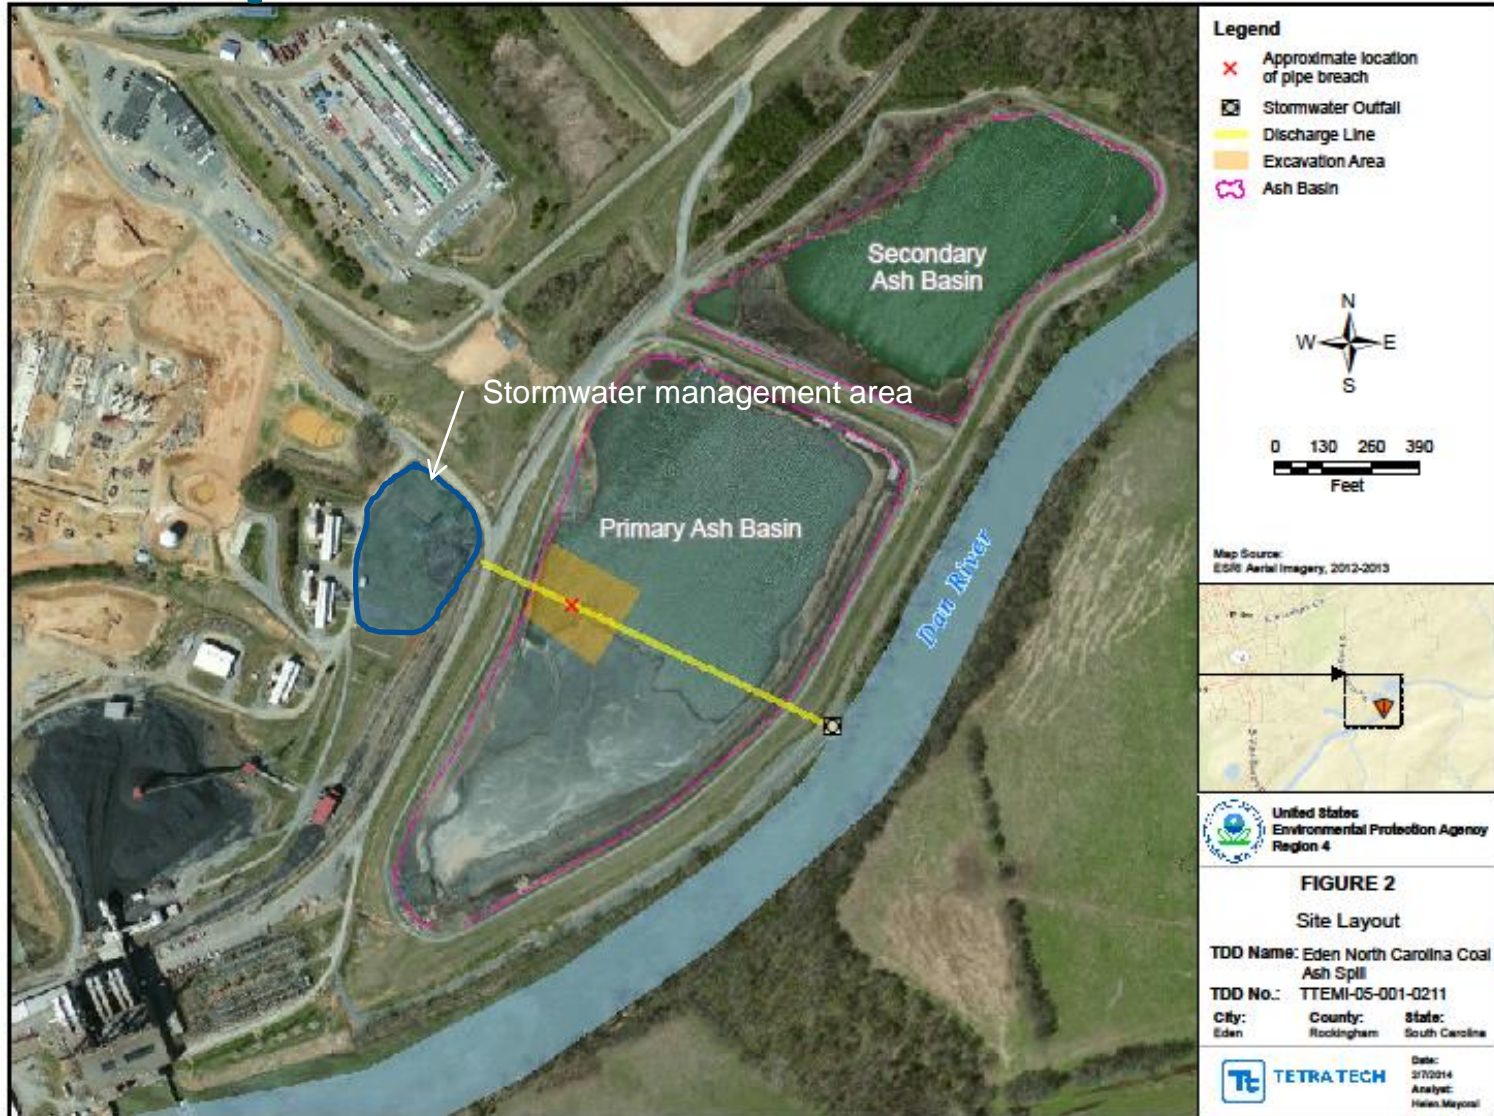 Secondary
Ash Basin
Stormwater management area
Primary Ash Basin
Dan River
Legend
Approximate location
of pipe breach
Stormwater Outfall
Discharge Line
Excavation Area
Ash Basin
N
W E
S
0 130 260 390
Feet
Map Source:
ESRI Aerial Imagery, 2012-2013
United States
Environmental Protection Agency
Region 4
FIGURE 2
Site Layout
TDD Name: Eden North Carolina Coal
Ash Spill
TDD No.: TTEMI-05-001-0211
City: County: State:
Eden Rockingham South Carolina
Tt TETRA TECH
Date:
2/7/2014
Analyst:
Helen.Mayoral